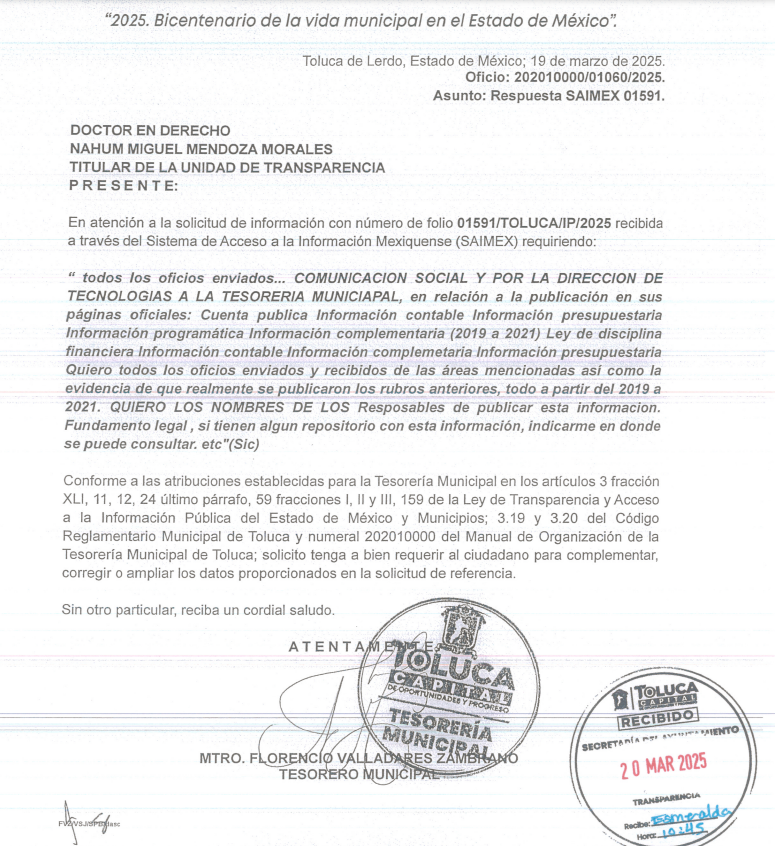 “2025. Bicentenario de la vida municipal en el Estado de México”.
Toluca de Lerdo, Estado de México; 19 de marzo de 2025.
Oficio: 202010000/01060/2025.
Asunto: Respuesta SAIMEX 01591.
DOCTOR EN DERECHO
NAHUM MIGUEL MENDOZA MORALES
TITULAR DE LA UNIDAD DE TRANSPARENCIA
P R E S E N T E:
En atención a la solicitud de información con número de folio 01591/TOLUCA/IP/2025 recibida
a través del Sistema de Acceso a la Información Mexiquense (SAIMEX) requiriendo:
“ todos los oficios enviados... COMUNICACION SOCIAL Y POR LA DIRECCION DE
TECNOLOGIAS A LA TESORERIA MUNICIAPAL, en relación a la publicación en sus
páginas oficiales: Cuenta publica Información contable Información presupuestaria
Información programática Información complementaria (2019 a 2021) Ley de disciplina
financiera Información contable Información complemetaria Información presupuestaria
Quiero todos los oficios enviados y recibidos de las áreas mencionadas así como la
evidencia de que realmente se publicaron los rubros anteriores, todo a partir del 2019 a
2021. QUIERO LOS NOMBRES DE LOS Resposables de publicar esta informacion.
Fundamento legal , si tienen algun repositorio con esta información, indicarme en donde
se puede consultar. etc"(Sic)
Conforme a las atribuciones establecidas para la Tesorería Municipal en los artículos 3 fracción
XLI, 11, 12, 24 último párrafo, 59 fracciones I, II y III, 159 de la Ley de Transparencia y Acceso
a la Información Pública del Estado de México y Municipios; 3.19 y 3.20 del Código
Reglamentario Municipal de Toluca y numeral 202010000 del Manual de Organización de la
Tesorería Municipal de Toluca; solicito tenga a bien requerir al ciudadano para complementar,
corregir o ampliar los datos proporcionados en la solicitud de referencia.
Sin otro particular, reciba un cordial saludo.
A T E N T A M E N T E
TOLUCA
CAPITAL
DE OPORTUNIDADES Y PROGRESO
TESORERÍA
MUNICIPAL
MTRO. FLORENCIO VALLADARES ZAMBRANO
TESORERO MUNICIPAL
TOLUCA
CAPITAL
RECIBIDO
SECRETARÍA DEL AYUNTAMIENTO
20 MAR 2025
TRANSPARENCIA
Recibe: Esmeralda
Hora: 10:45